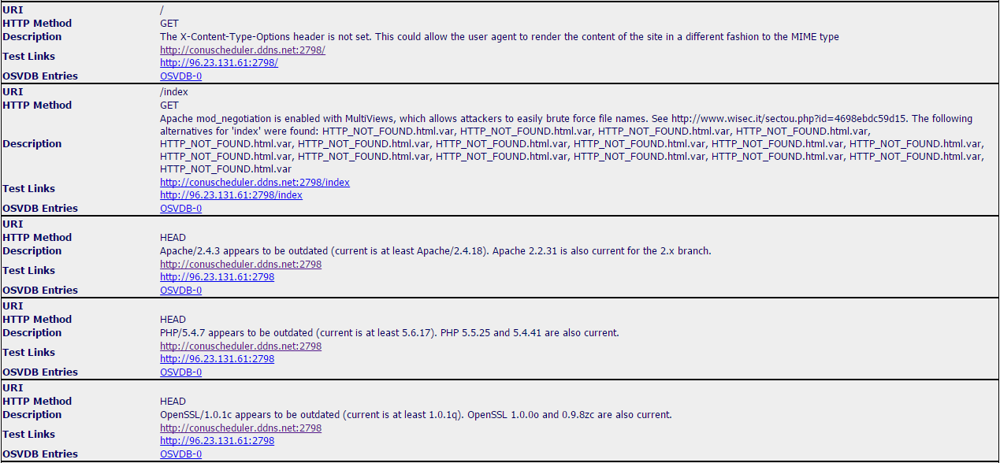 URI /
HTTP Method GET
Description The X-Content-Type-Options header is not set. This could allow the user agent to render the content of the site in a different fashion to the MIME type
Test Links http://conuscheduler.ddns.net:2798/
http://96.23.131.61:2798/
OSVDB Entries OSVDB-0
URI /index
HTTP Method GET
Description Apache mod_negotiation is enabled with MultiViews, which allows attackers to easily brute force file names. See http://www.wisec.it/sectou.php?id=4698ebdc59d15. The following
alternatives for 'index' were found: HTTP_NOT_FOUND.html.var, HTTP_NOT_FOUND.html.var, HTTP_NOT_FOUND.html.var, HTTP_NOT_FOUND.html.var,
HTTP_NOT_FOUND.html.var, HTTP_NOT_FOUND.html.var, HTTP_NOT_FOUND.html.var, HTTP_NOT_FOUND.html.var, HTTP_NOT_FOUND.html.var, HTTP_NOT_FOUND.html.var,
HTTP_NOT_FOUND.html.var, HTTP_NOT_FOUND.html.var, HTTP_NOT_FOUND.html.var, HTTP_NOT_FOUND.html.var, HTTP_NOT_FOUND.html.var, HTTP_NOT_FOUND.html.var,
HTTP_NOT_FOUND.html.var
Test Links http://conuscheduler.ddns.net:2798/index
http://96.23.131.61:2798/index
OSVDB Entries OSVDB-0
URI
HTTP Method HEAD
Description Apache/2.4.3 appears to be outdated (current is at least Apache/2.4.18). Apache 2.2.31 is also current for the 2.x branch.
Test Links http://conuscheduler.ddns.net:2798
http://96.23.131.61:2798
OSVDB Entries OSVDB-0
URI
HTTP Method HEAD
Description PHP/5.4.7 appears to be outdated (current is at least 5.6.17). PHP 5.5.25 and 5.4.41 are also current.
Test Links http://conuscheduler.ddns.net:2798
http://96.23.131.61:2798
OSVDB Entries OSVDB-0
URI
HTTP Method HEAD
Description OpenSSL/1.0.1c appears to be outdated (current is at least 1.0.1q). OpenSSL 1.0.0o and 0.9.8zc are also current.
Test Links http://conuscheduler.ddns.net:2798
http://96.23.131.61:2798
OSVDB Entries OSVDB-0